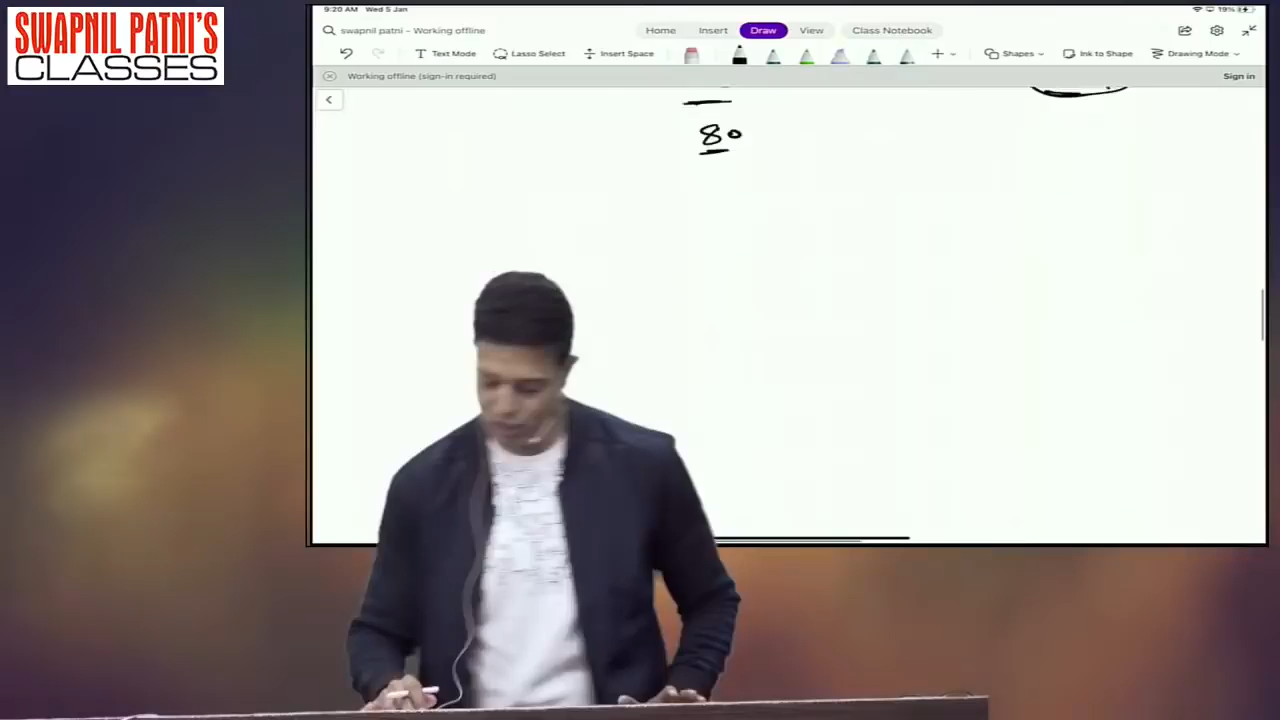 SWAPNIL PATNI'S
CLASSES
9:20 AM Wed 5 Jan
19%
swapnil patni – Working offline
Home Insert Draw View Class Notebook
Text Mode Lasso Select Insert Space Shapes Ink to Shape Drawing Mode
Working offline (sign-in required) Sign in
80